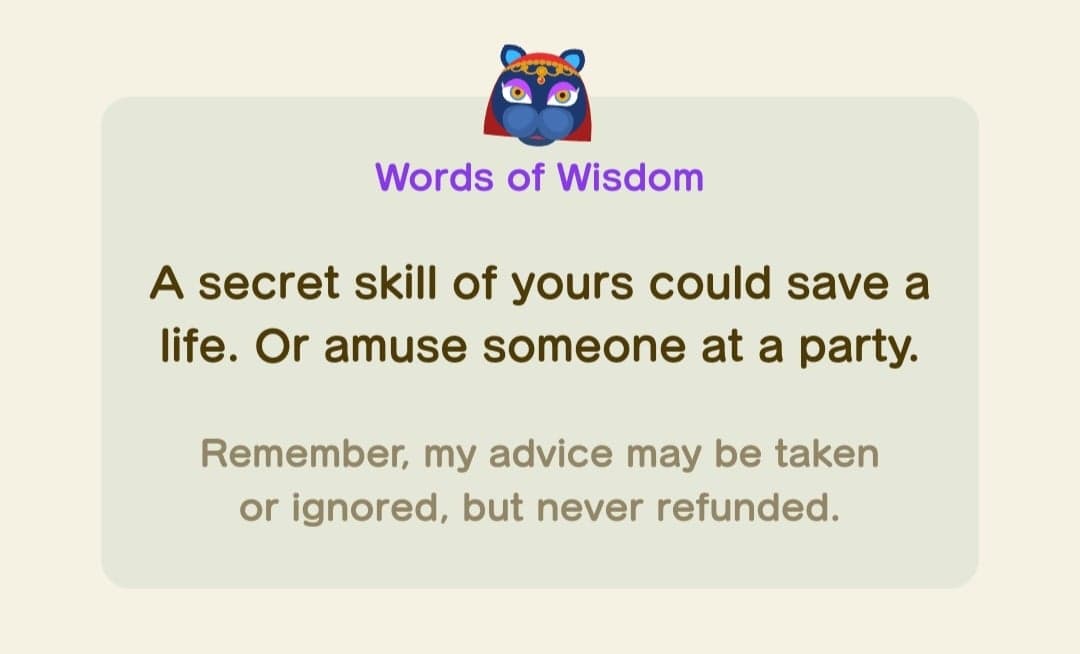 Words of Wisdom
A secret skill of yours could save a
life. Or amuse someone at a party.
Remember, my advice may be taken
or ignored, but never refunded.